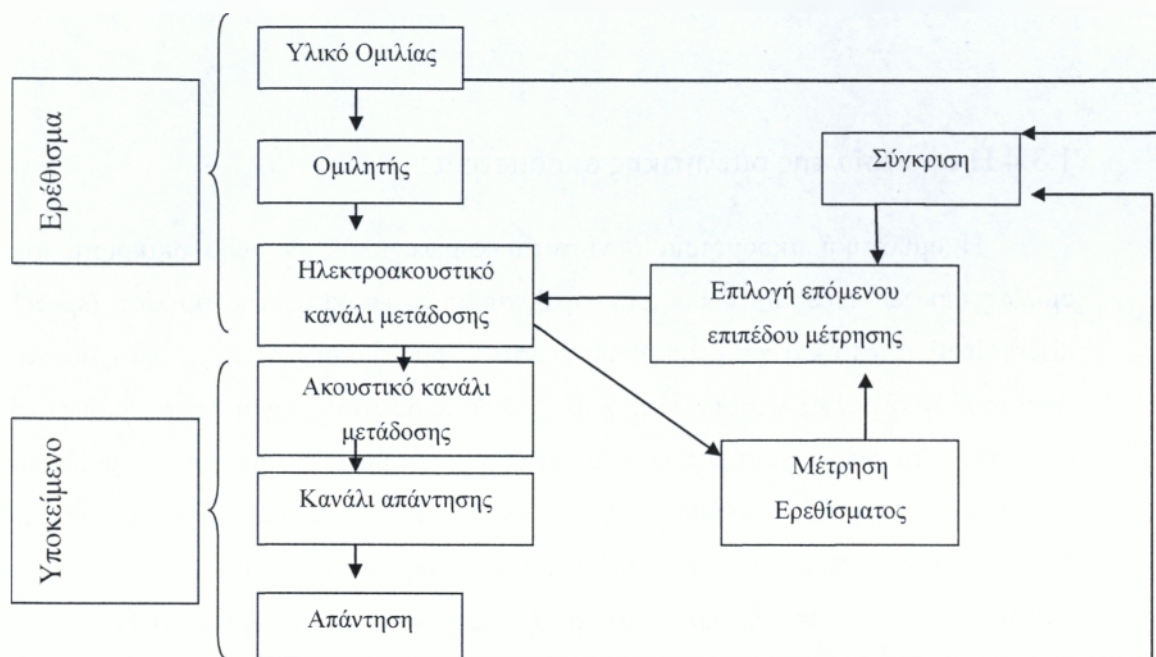 Υλικό Ομιλίας
Ερέθισμα
Ομιλητής
Σύγκριση
Ηλεκτροακουστικό
κανάλι μετάδοσης
Επιλογή επόμενου
επιπέδου μέτρησης
Ακουστικό κανάλι
μετάδοσης
Υποκείμενο
Κανάλι απάντησης
Μέτρηση
Ερεθίσματος
Απάντηση